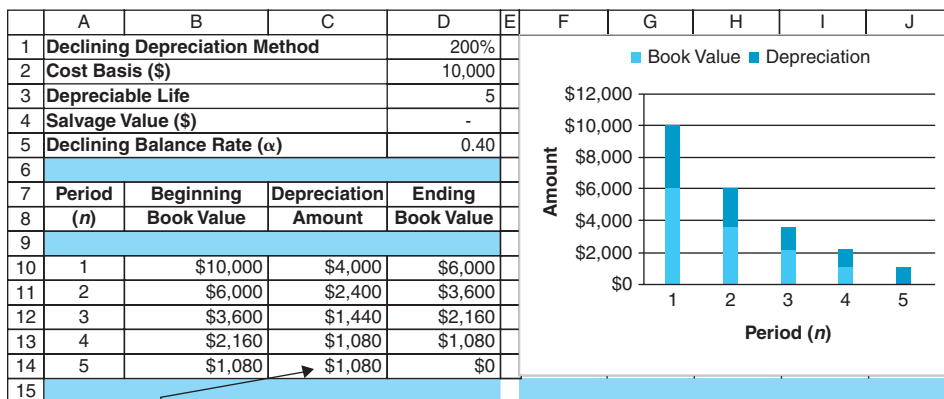 A B C D E F G H I J
1 Declining Depreciation Method 200%
2 Cost Basis ($) 10,000
3 Depreciable Life 5
4 Salvage Value ($) -
5 Declining Balance Rate (α) 0.40
6
7 Period Beginning Depreciation Ending
8 (n) Book Value Amount Book Value
9
10 1 $10,000 $4,000 $6,000
11 2 $6,000 $2,400 $3,600
12 3 $3,600 $1,440 $2,160
13 4 $2,160 $1,080 $1,080
14 5 $1,080 $1,080 $0
15
Book Value Depreciation
$12,000
$10,000
$8,000
$6,000
$4,000
$2,000
$0
Amount
1 2 3 4 5
Period (n)